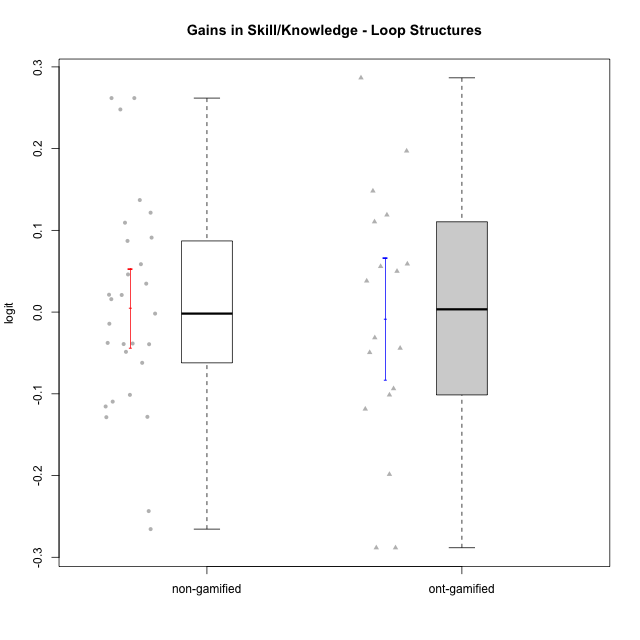 Gains in Skill/Knowledge - Loop Structures
logit
0.3
0.2
0.1
0.0
-0.1
-0.2
-0.3
non-gamified
ont-gamified